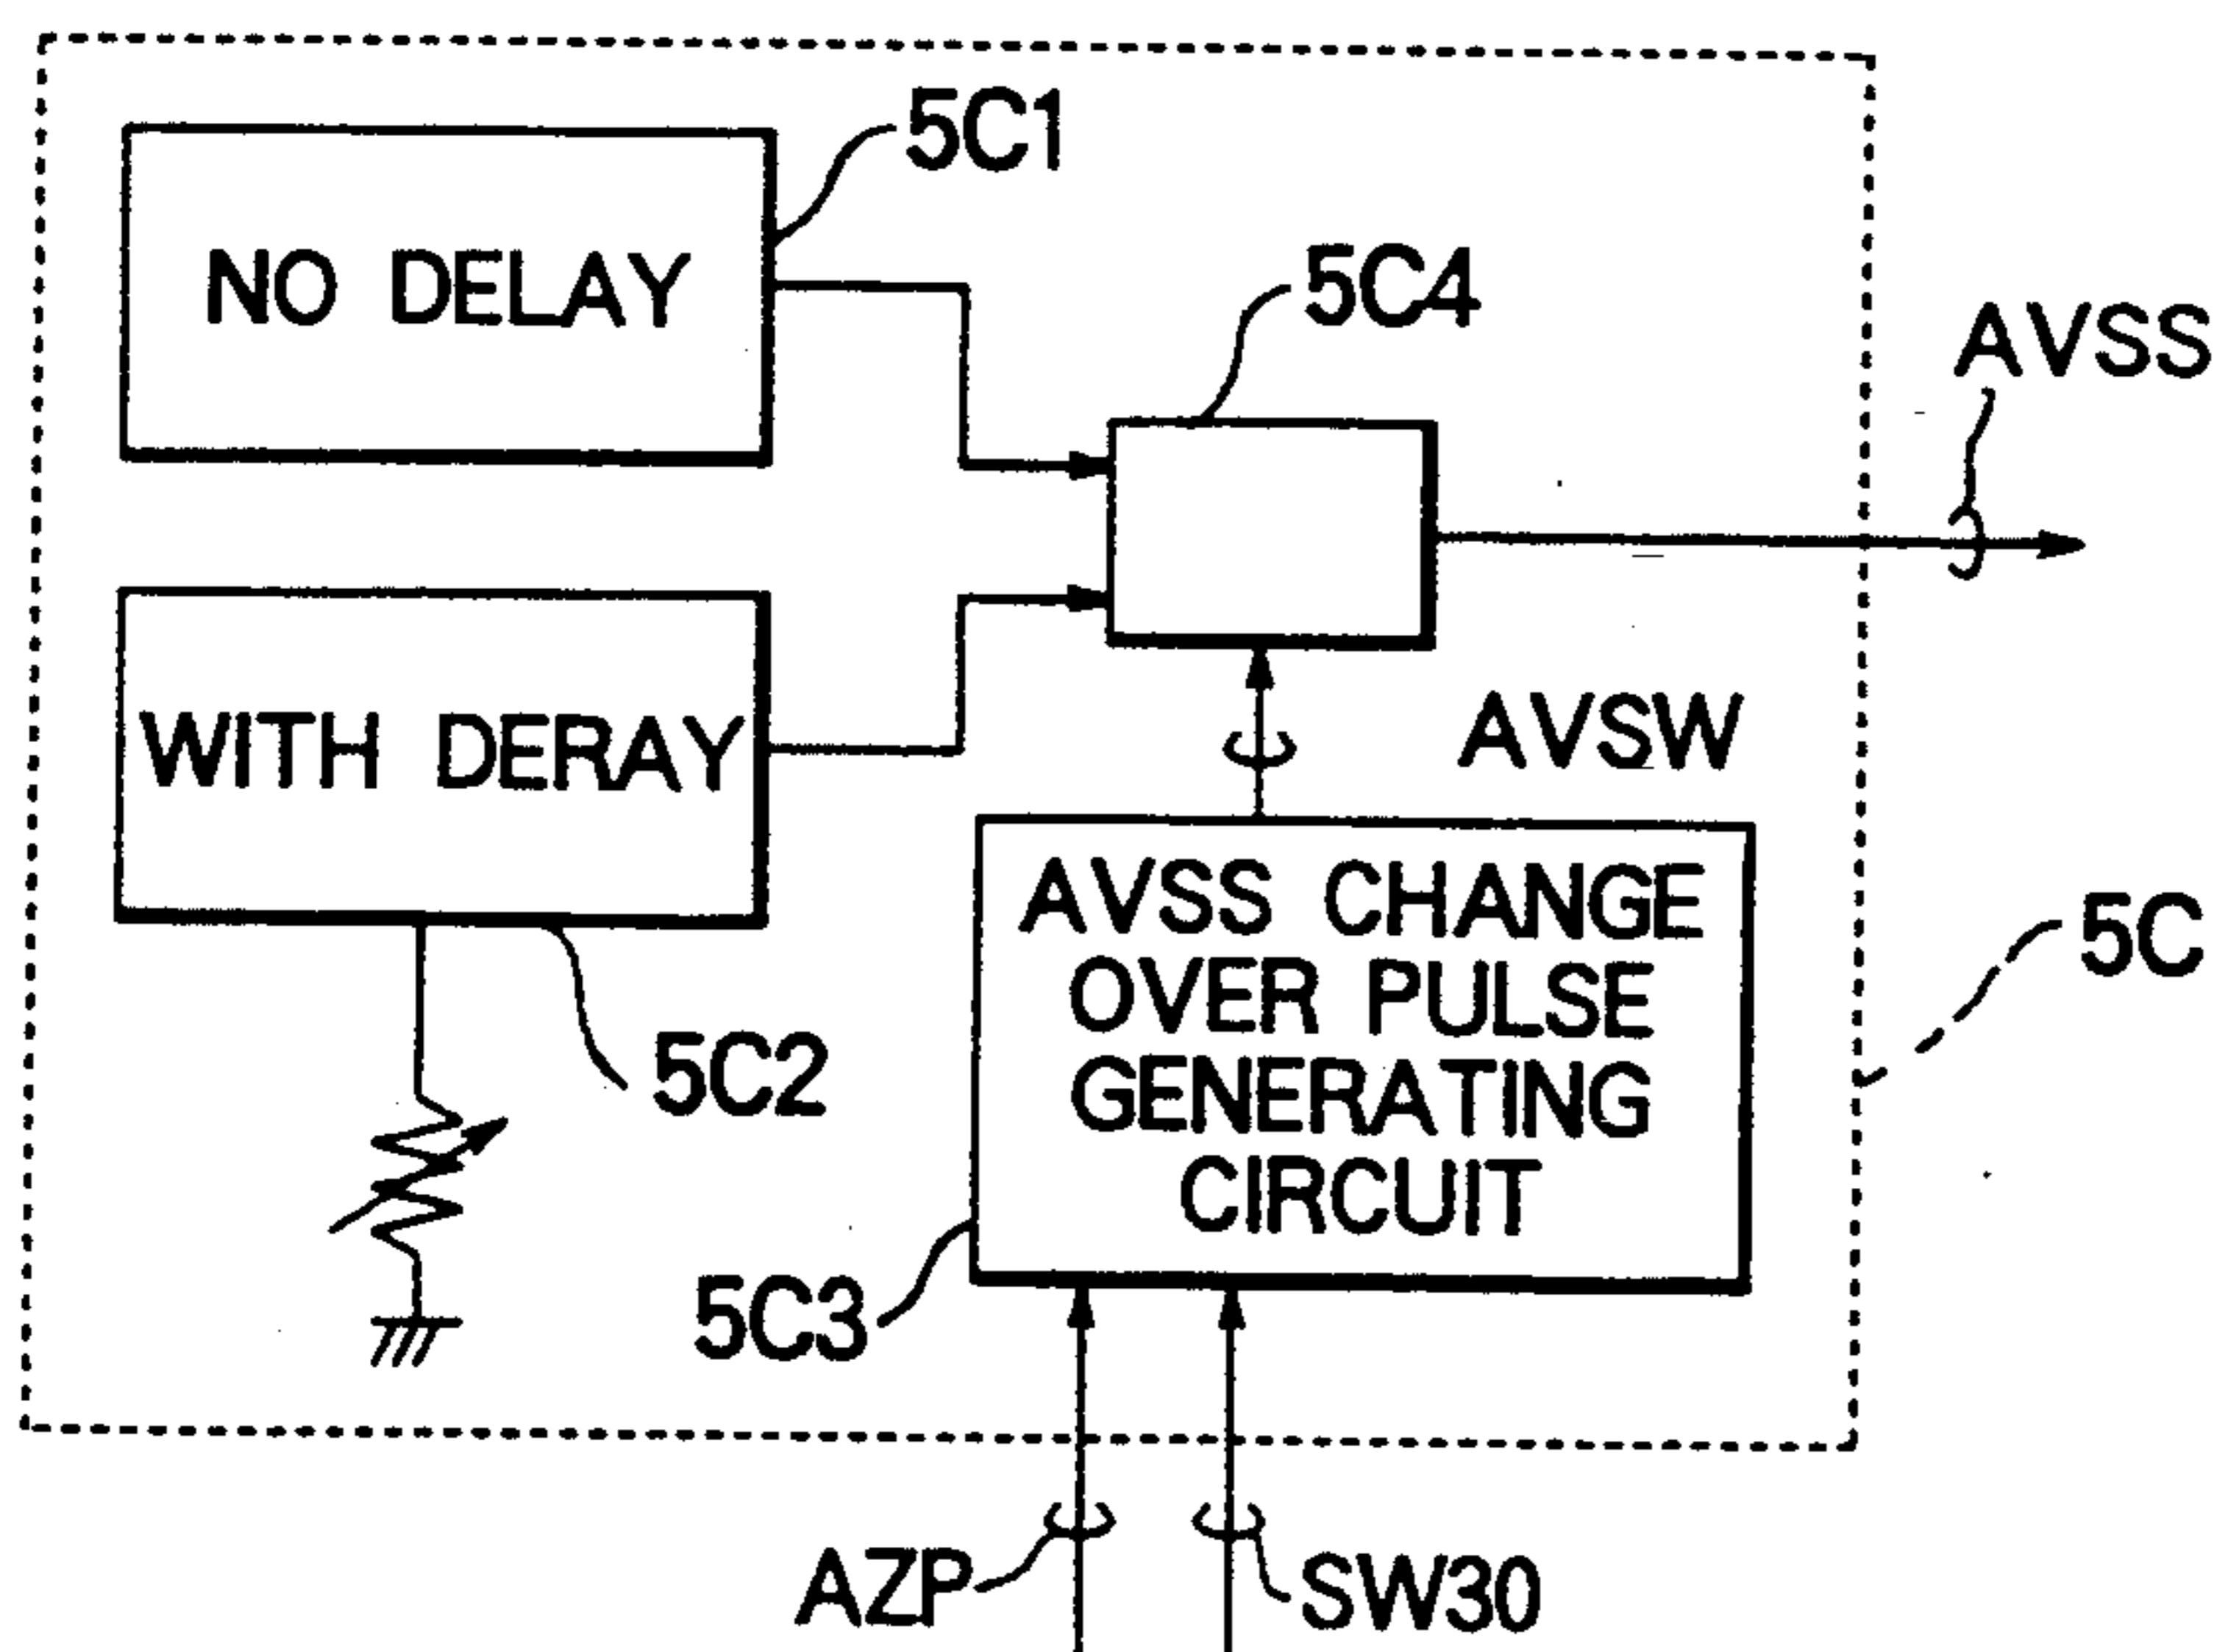 5C1
NO DELAY
5C4
AVSS
WITH DERAY
AVSW
AVSS CHANGE
OVER PULSE
GENERATING
CIRCUIT
5C
5C2
5C3
AZP
SW30